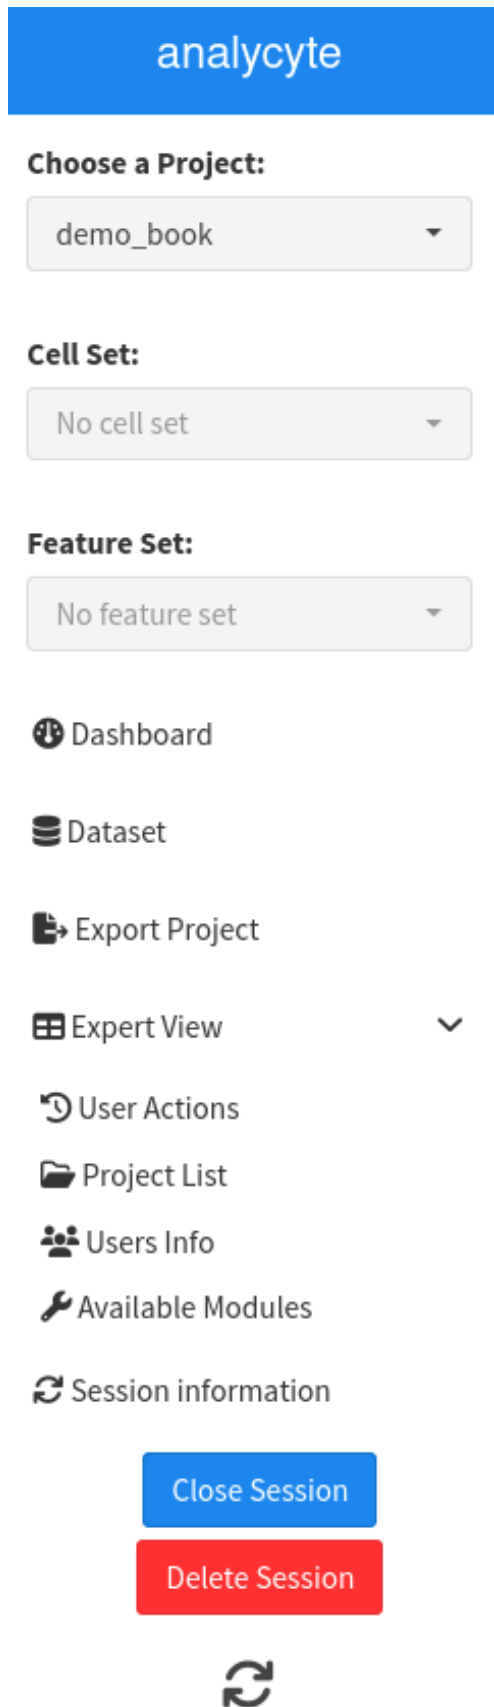 analycyte
Choose a Project:
demo_book
Cell Set:
No cell set
Feature Set:
No feature set
Dashboard
Dataset
Export Project
Expert View
User Actions
Project List
Users Info
Available Modules
Session information
Close Session
Delete Session